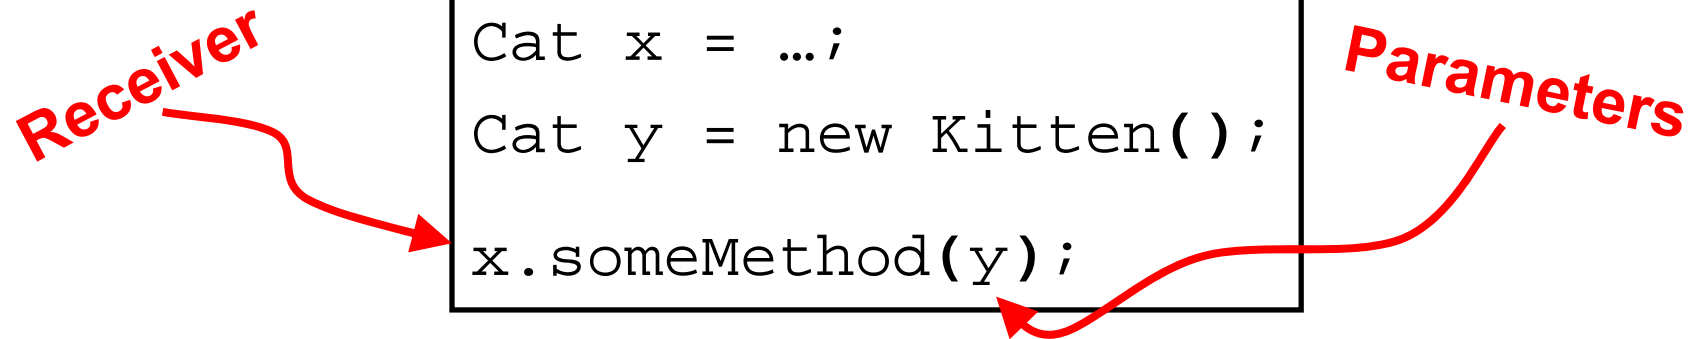 Receiver
Cat x = …;
Cat y = new Kitten();
x.someMethod(y);
Parameters